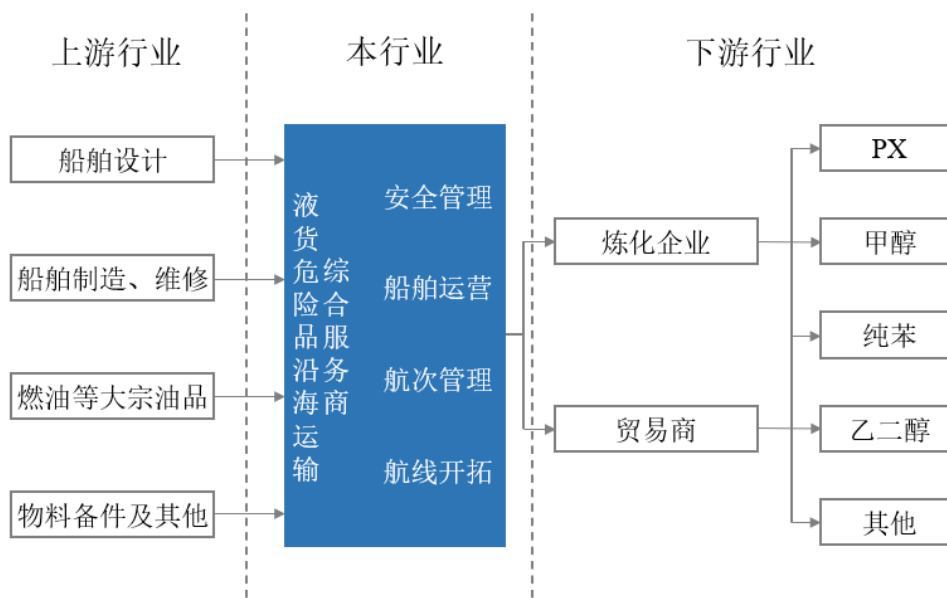 上游行业
本行业
下游行业
船舶设计
船舶制造、维修
燃油等大宗油品
物料备件及其他
液货危险品沿海运输
综合服务商
安全管理
船舶运营
航次管理
航线开拓
炼化企业
贸易商
PX
甲醇
纯苯
乙二醇
其他